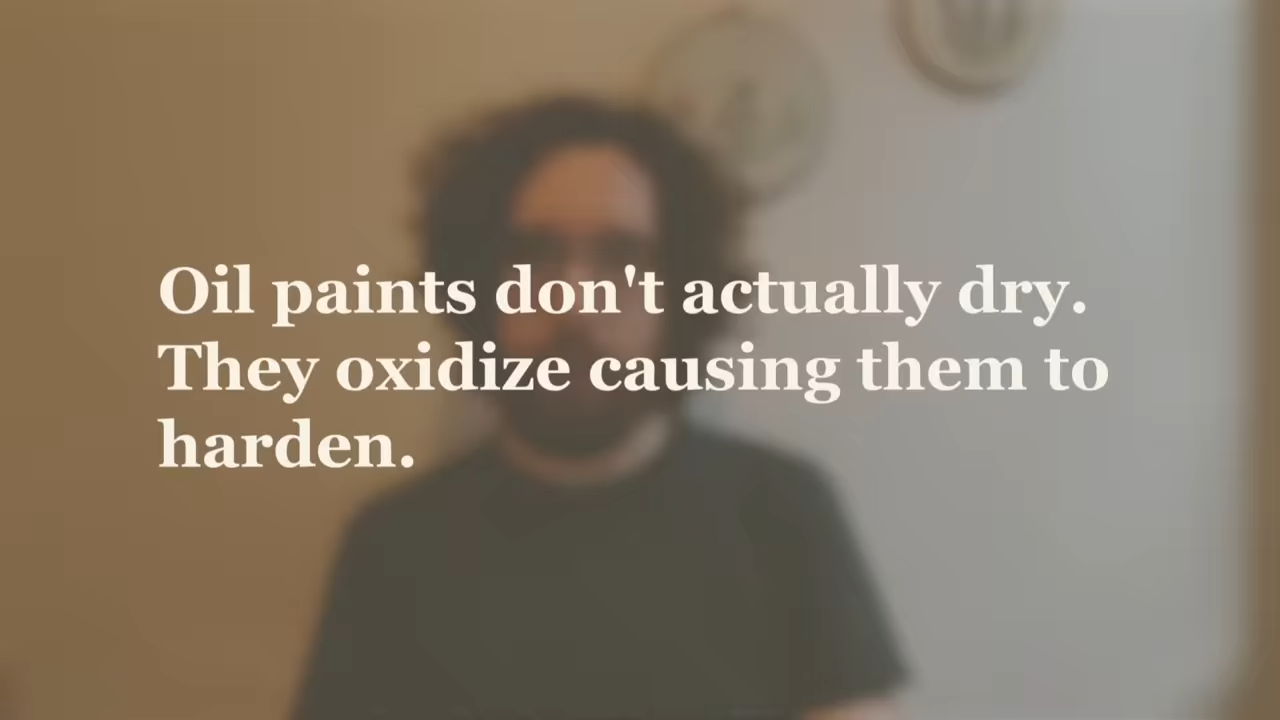 Oil paints don't actually dry.
They oxidize causing them to
harden.